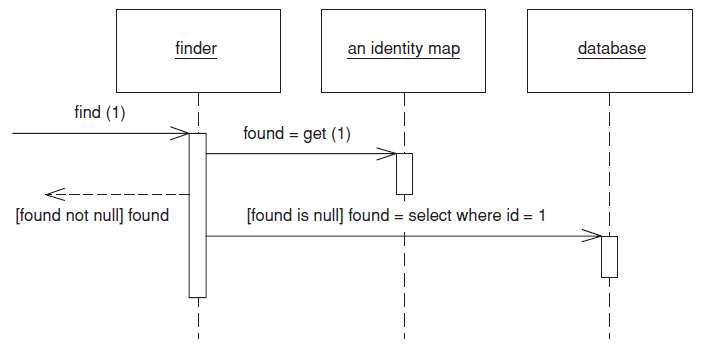 finder
an identity map
database
find (1)
found = get (1)
[found not null] found
[found is null] found = select where id = 1